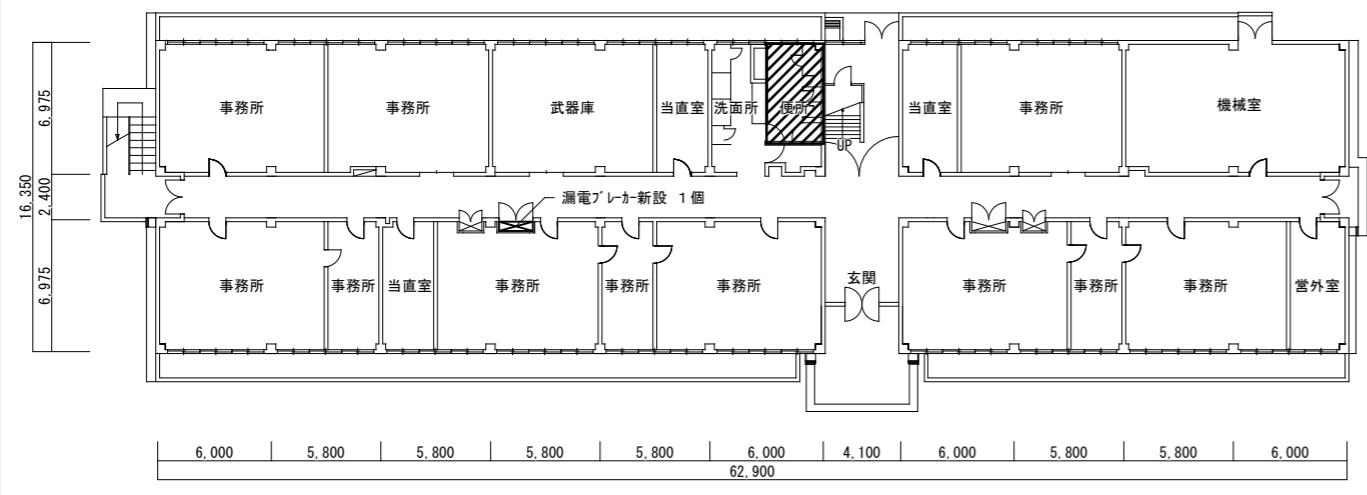 事務所
事務所
武器庫
当直室
洗面所
便所
UP
当直室
事務所
機械室
6,975
2,400
6,975
16,350
漏電ﾌﾞﾚｰｶｰ新設 1個
事務所
事務所
当直室
事務所
事務所
事務所
玄関
事務所
事務所
事務所
営外室
6,000
5,800
5,800
5,800
5,800
6,000
4,100
6,000
5,800
5,800
6,000
62,900